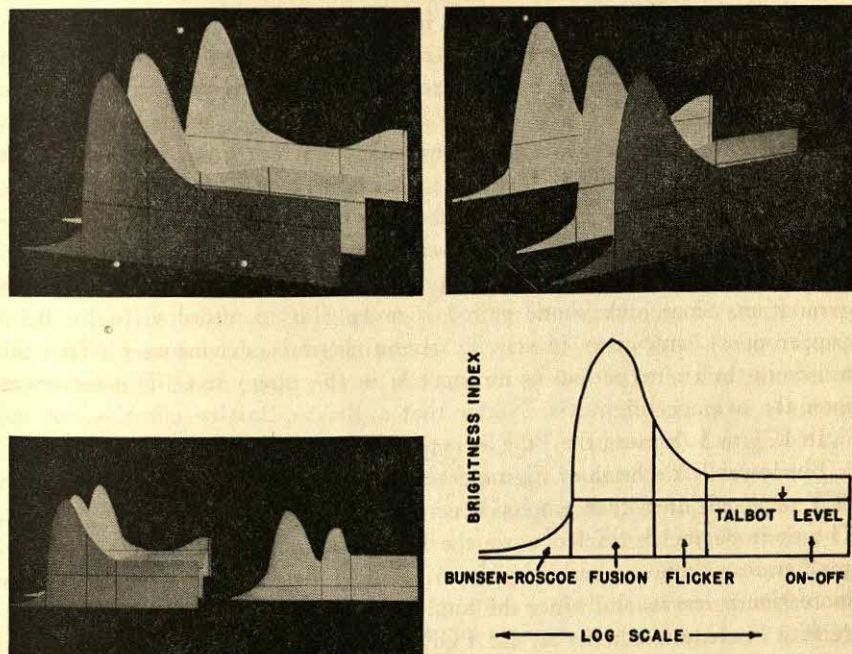 BRIGHTNESS INDEX
TALBOT LEVEL
BUNSEN-ROSCOE FUSION FLICKER ON-OFF
LOG SCALE